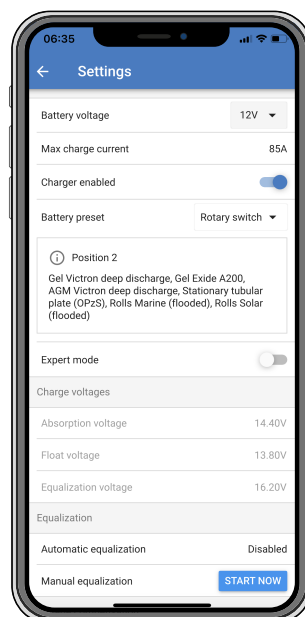 06:35
Settings
Battery voltage 12V
Max charge current 85A
Charger enabled
Battery preset Rotary switch
Position 2
Gel Victron deep discharge, Gel Exide A200,
AGM Victron deep discharge, Stationary tubular
plate (OPzS), Rolls Marine (flooded), Rolls Solar
(flooded)
Expert mode
Charge voltages
Absorption voltage 14.40V
Float voltage 13.80V
Equalization voltage 16.20V
Equalization
Automatic equalization Disabled
Manual equalization START NOW